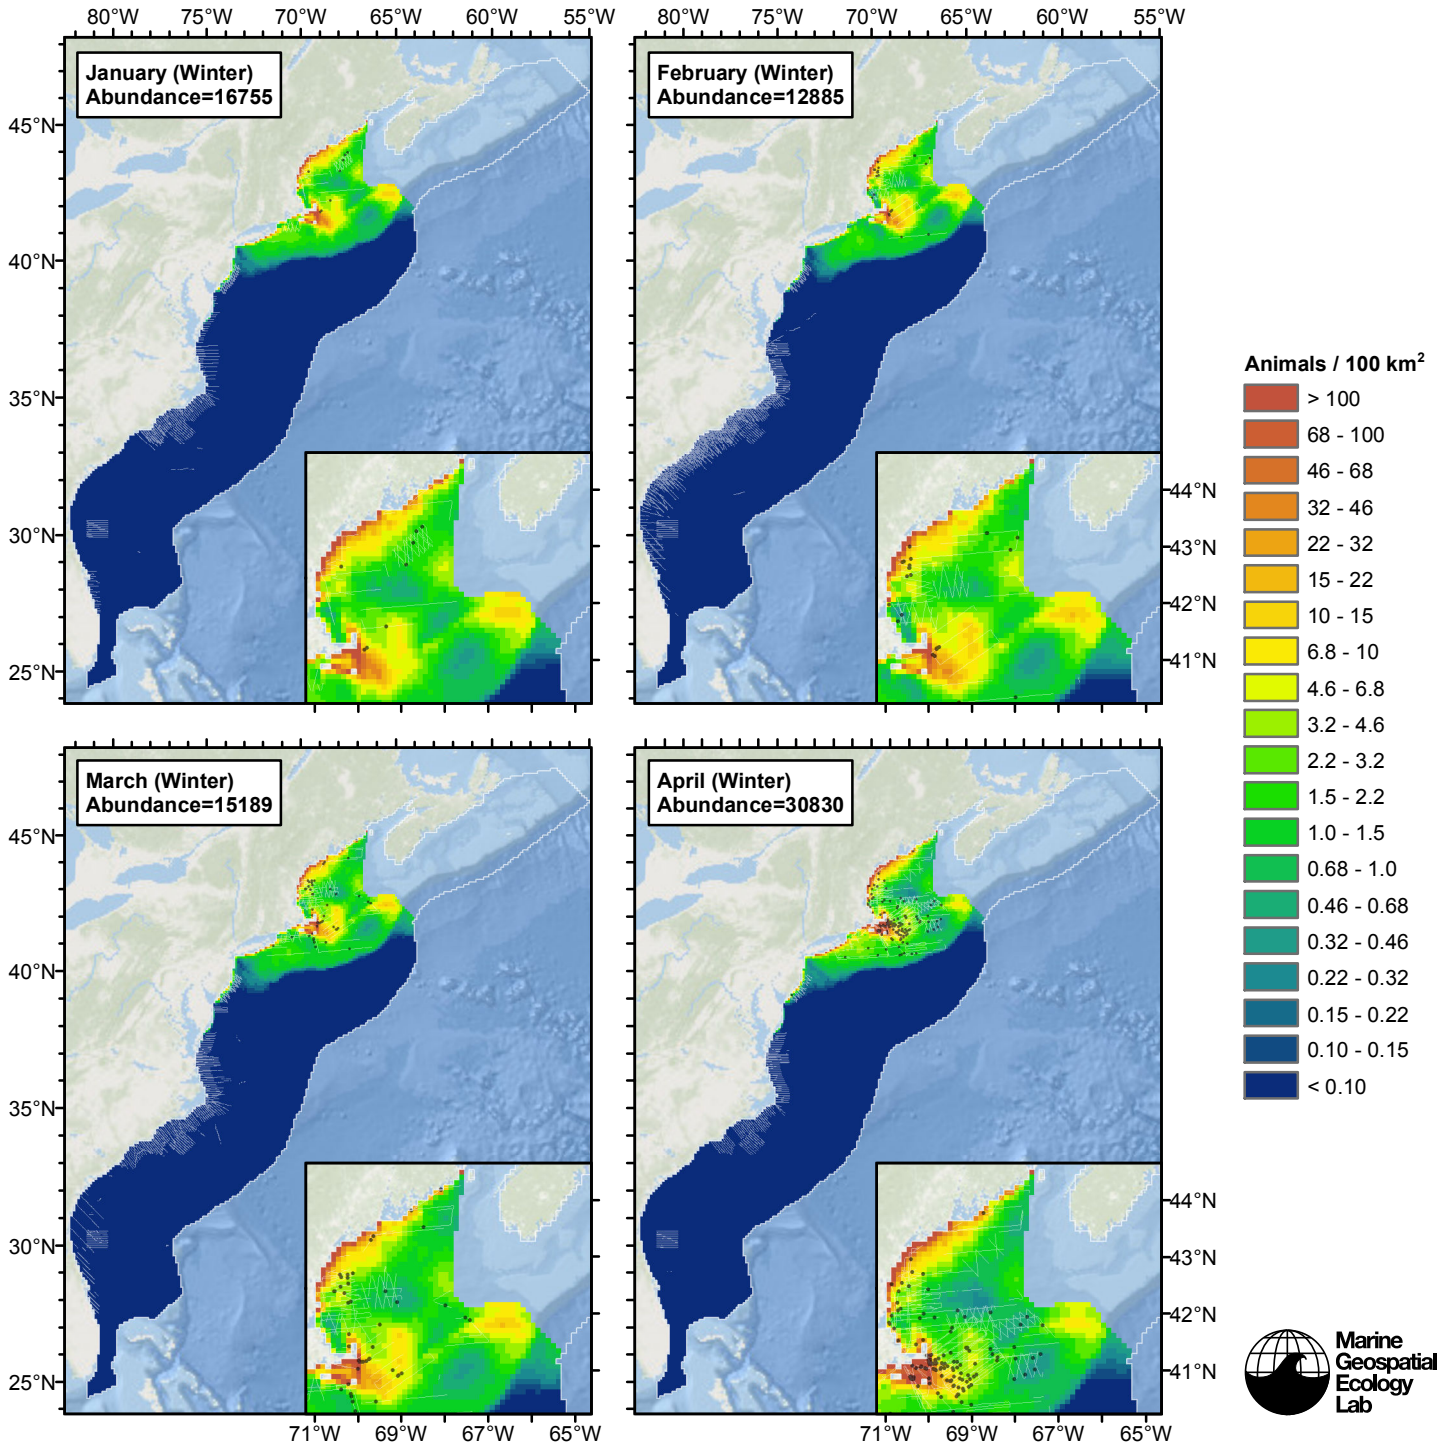 80°W 75°W 70°W 65°W 60°W 55°W
80°W 75°W 70°W 65°W 60°W 55°W
January (Winter)
Abundance=16755
February (Winter)
Abundance=12885
45°N
40°N
35°N
30°N
25°N
44°N
43°N
42°N
41°N
March (Winter)
Abundance=15189
April (Winter)
Abundance=30830
45°N
40°N
35°N
30°N
25°N
44°N
43°N
42°N
41°N
71°W 69°W 67°W 65°W
71°W 69°W 67°W 65°W
Animals / 100 km²
> 100
68 - 100
46 - 68
32 - 46
22 - 32
15 - 22
10 - 15
6.8 - 10
4.6 - 6.8
3.2 - 4.6
2.2 - 3.2
1.5 - 2.2
1.0 - 1.5
0.68 - 1.0
0.46 - 0.68
0.32 - 0.46
0.22 - 0.32
0.15 - 0.22
0.10 - 0.15
< 0.10
Marine
Geospatial
Ecology
Lab